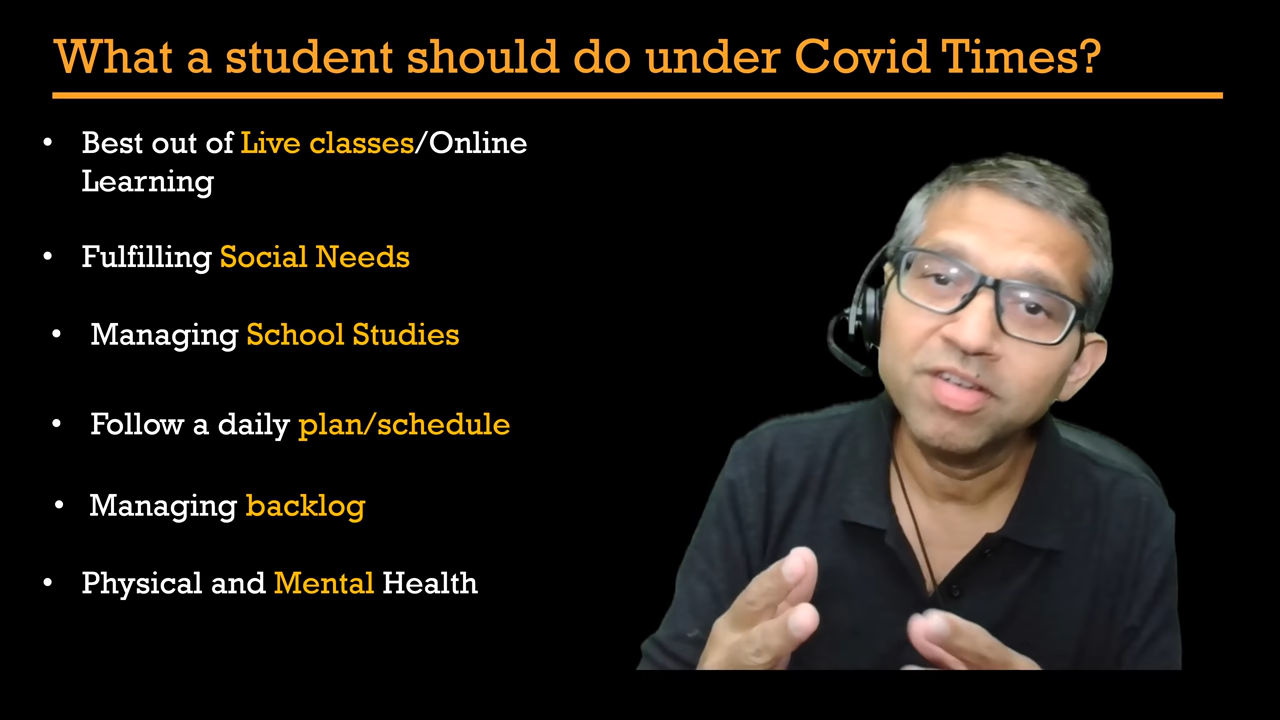 What a student should do under Covid Times?
• Best out of Live classes/Online
Learning
• Fulfilling Social Needs
• Managing School Studies
• Follow a daily plan/schedule
• Managing backlog
• Physical and Mental Health